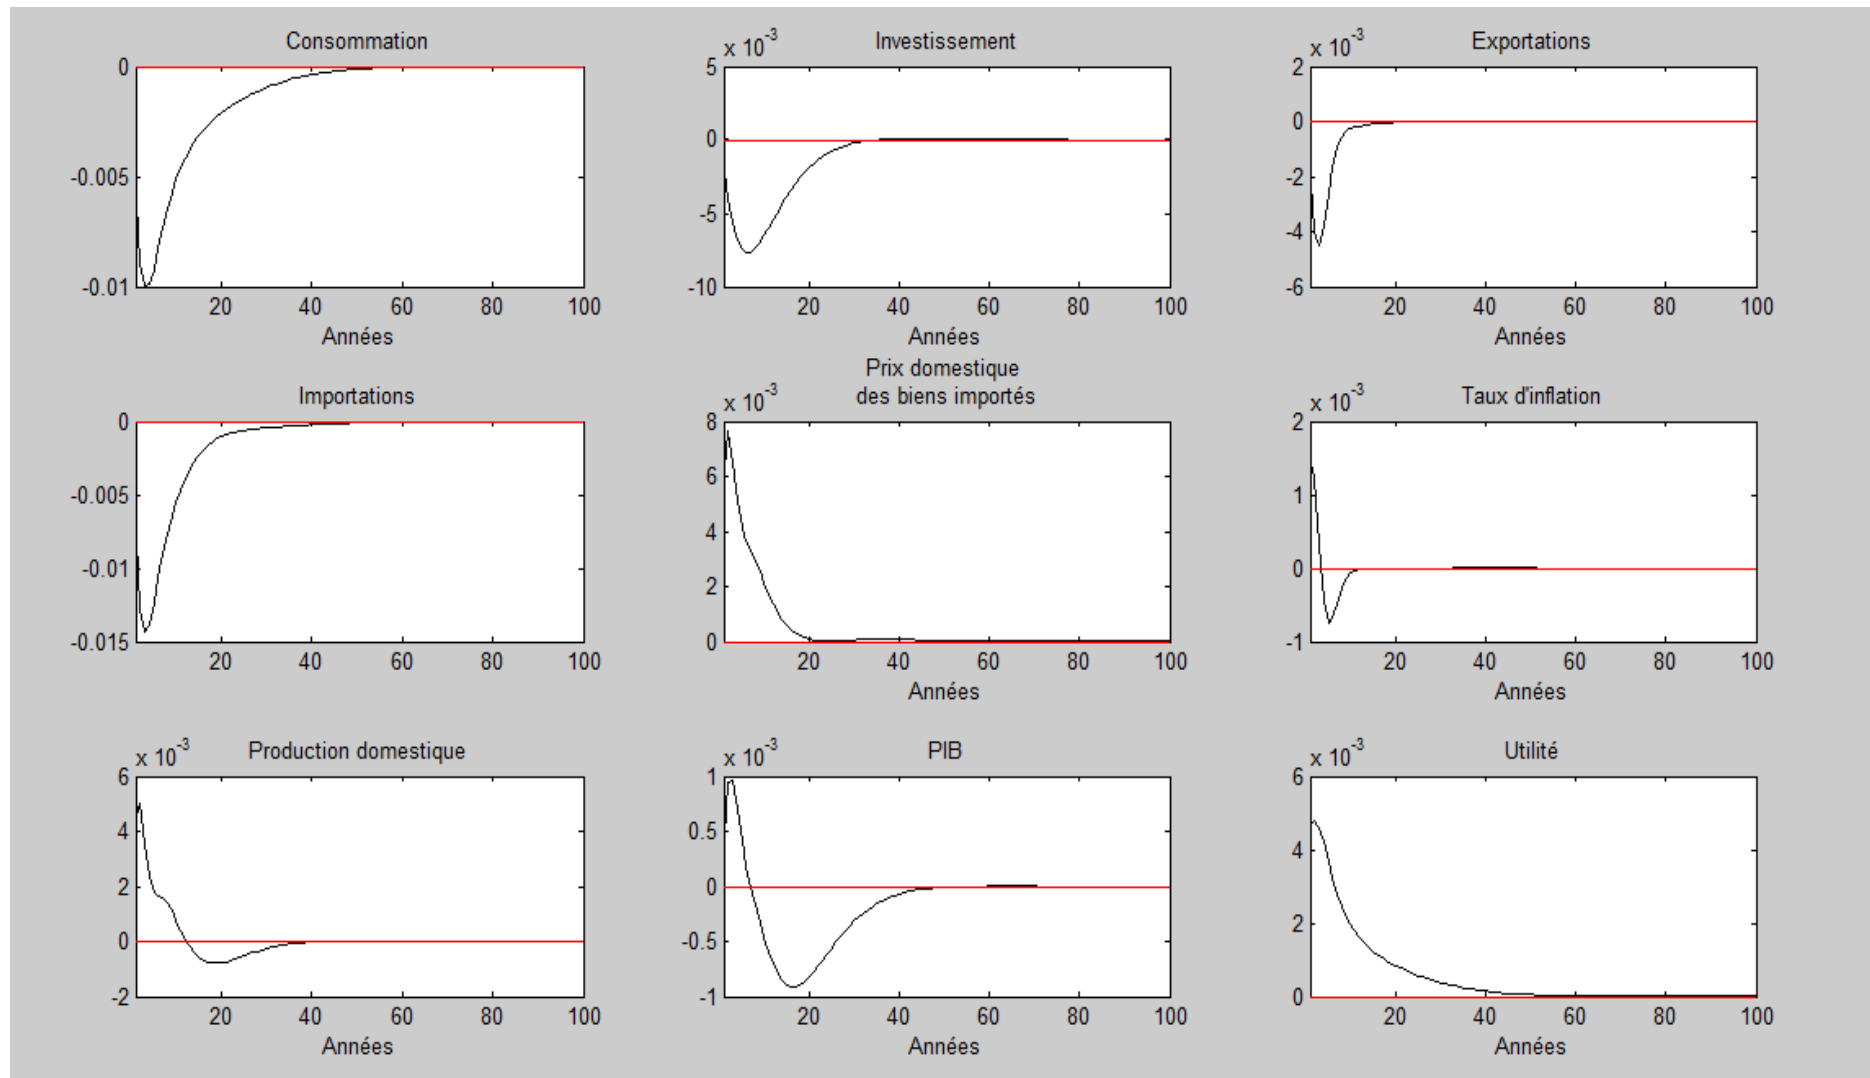 Consommation
0
-0.005
-0.01
20 40 60 80 100
Années
Investissement
x 10-3
5
0
-5
-10
20 40 60 80 100
Années
Exportations
x 10-3
2
0
-2
-4
-6
20 40 60 80 100
Années
Importations
0
-0.005
-0.01
-0.015
20 40 60 80 100
Années
Prix domestique
des biens importés
x 10-3
8
6
4
2
0
20 40 60 80 100
Années
Taux d'inflation
x 10-3
2
1
0
-1
20 40 60 80 100
Années
Production domestique
x 10-3
6
4
2
0
-2
20 40 60 80 100
Années
PIB
x 10-3
1
0.5
0
-0.5
-1
20 40 60 80 100
Années
Utilité
x 10-3
6
4
2
0
20 40 60 80 100
Années